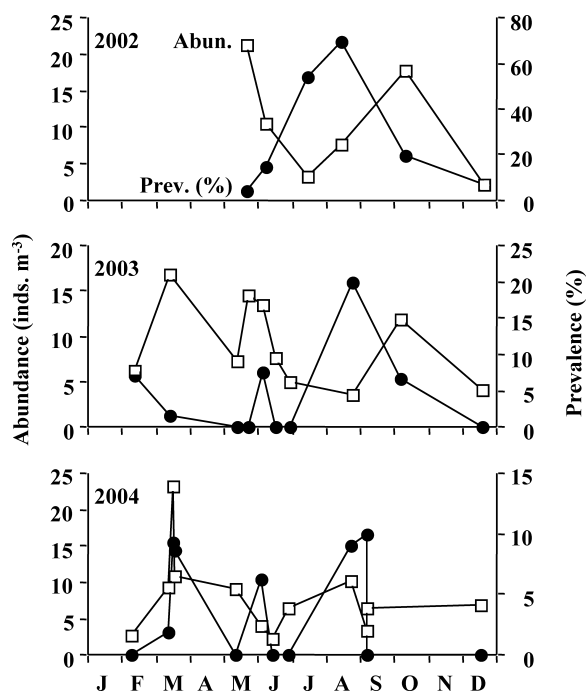 25 2002 Abun. 80
20 60
15 40
10
5 Prev. (%) 20
0 0
J F M A M J J A S O N D
Abundance (inds. m-3)
Prevalence (%)
20 2003 25
15 20
10 15
5 10
0 5
0
J F M A M J J A S O N D
25 2004 15
20
15 10
10
5 5
0 0
J F M A M J J A S O N D